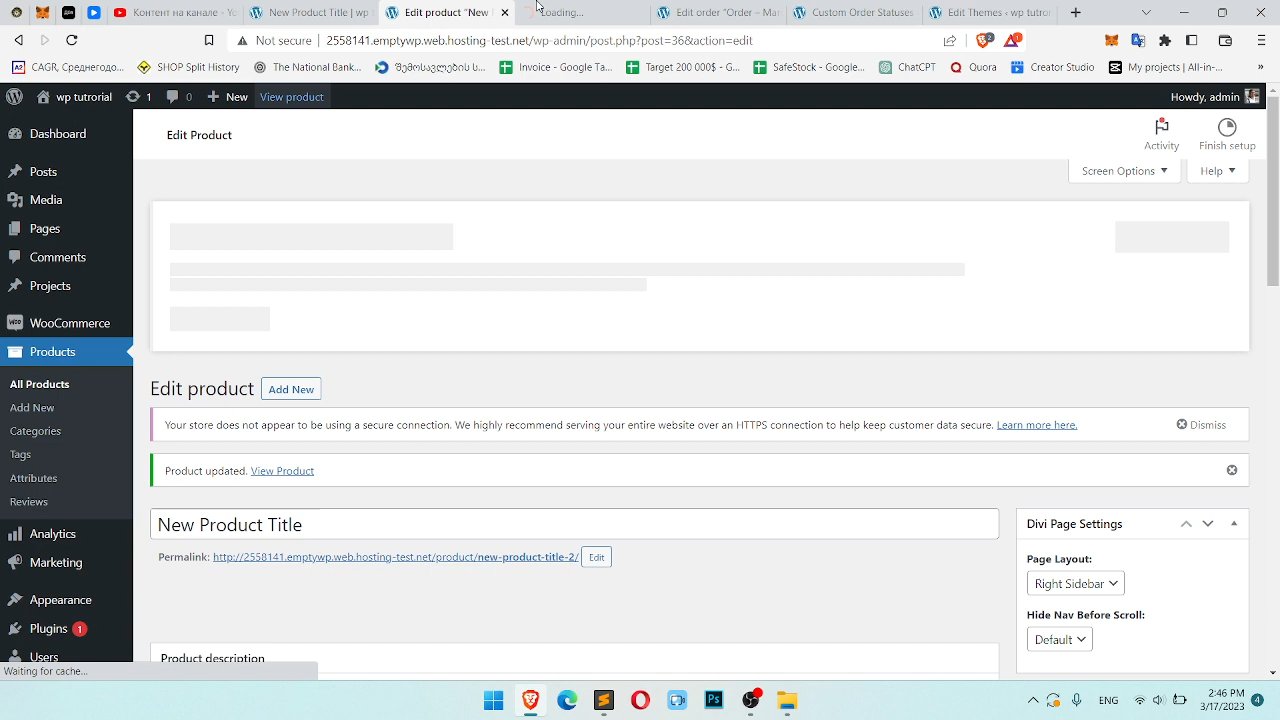 Контент на канале - Yo
New Product Title | wp
Edit product "New
ding...
Edit order "Order
Custom Order Statuses
Edit Themes ‹ wp tutor
Not secure | 2558141.emptywp.web.hosting-test.net/wp-admin/post.php?post=36&action=edit
CAGR, Среднегодо...
SHOP Split History
The National Bank...
Invoice - Google Ta...
Target 200 000$ - G...
SafeStock - Google...
ChatCPT
Quora
Creator Studio
My projects | All-in-...
»
wp tutorial
1
0
New
View product
Howdy, admin
Edit Product
Activity
Finish setup
Screen Options
Help
Dashboard
Posts
Media
Pages
Comments
Projects
WooCommerce
Products
All Products
Add New
Categories
Tags
Attributes
Reviews
Analytics
Marketing
Appearance
Plugins 1
Users
Edit product Add New
Your store does not appear to be using a secure connection. We highly recommend serving your entire website over an HTTPS connection to help keep customer data secure. Learn more here.
Dismiss
Product updated. View Product
New Product Title
Permalink: http://2558141.emptywp.web.hosting-test.net/product/new-product-title-2/ Edit
Product description
Divi Page Settings
Page Layout:
Right Sidebar
Hide Nav Before Scroll:
Default
Waiting for cache...
ENG
2:46 PM
3/17/2023
4